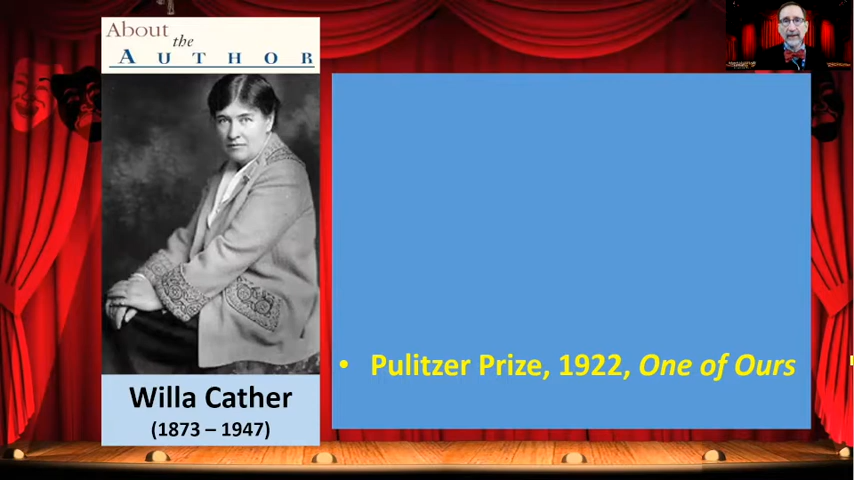 About
the
AUTHOR
Willa Cather
(1873 – 1947)
• Pulitzer Prize, 1922, One of Ours